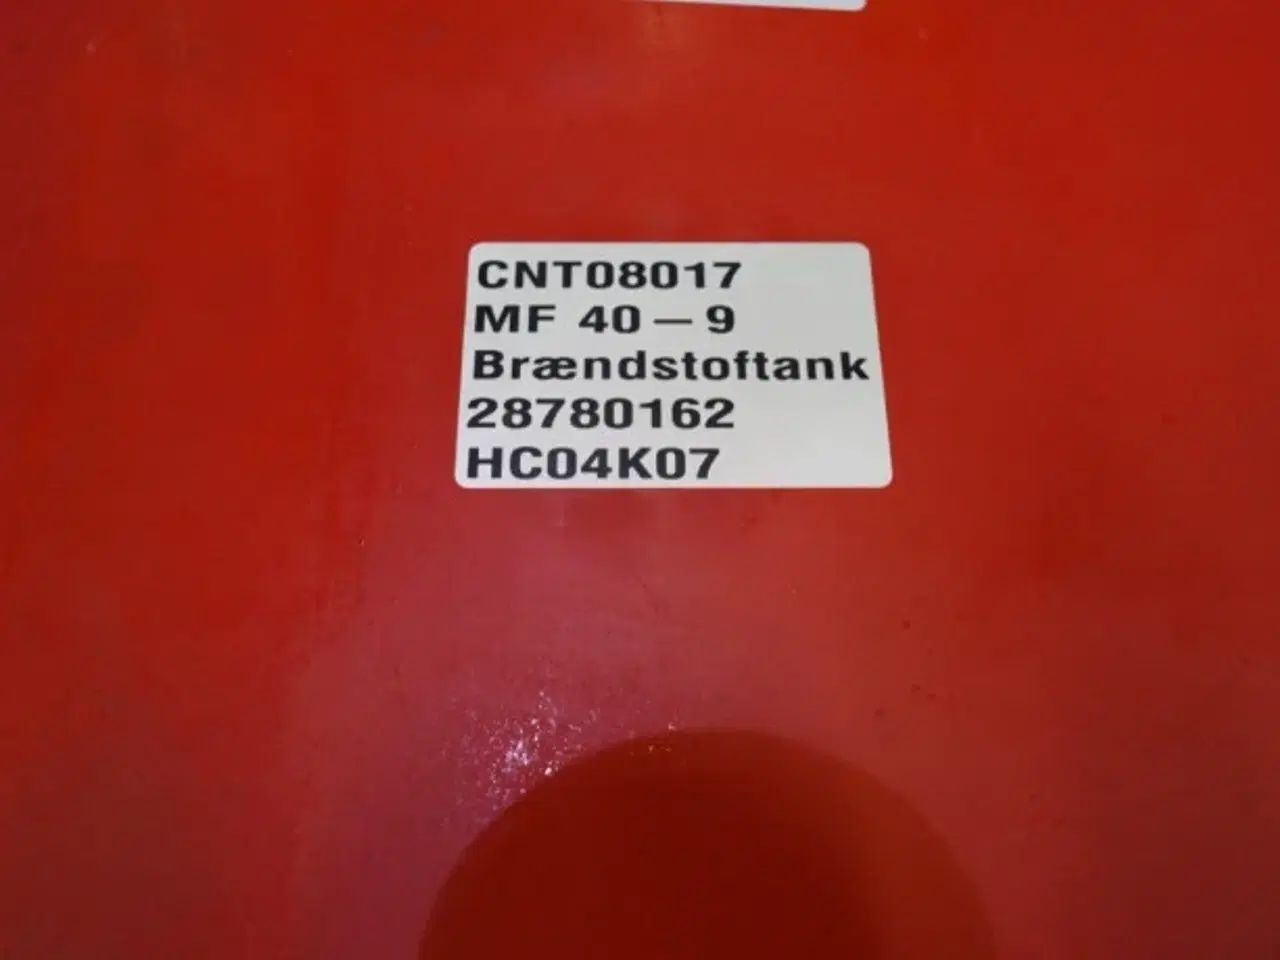 CNT08017
MF 40 – 9
Brændstoftank
28780162
HC04K07